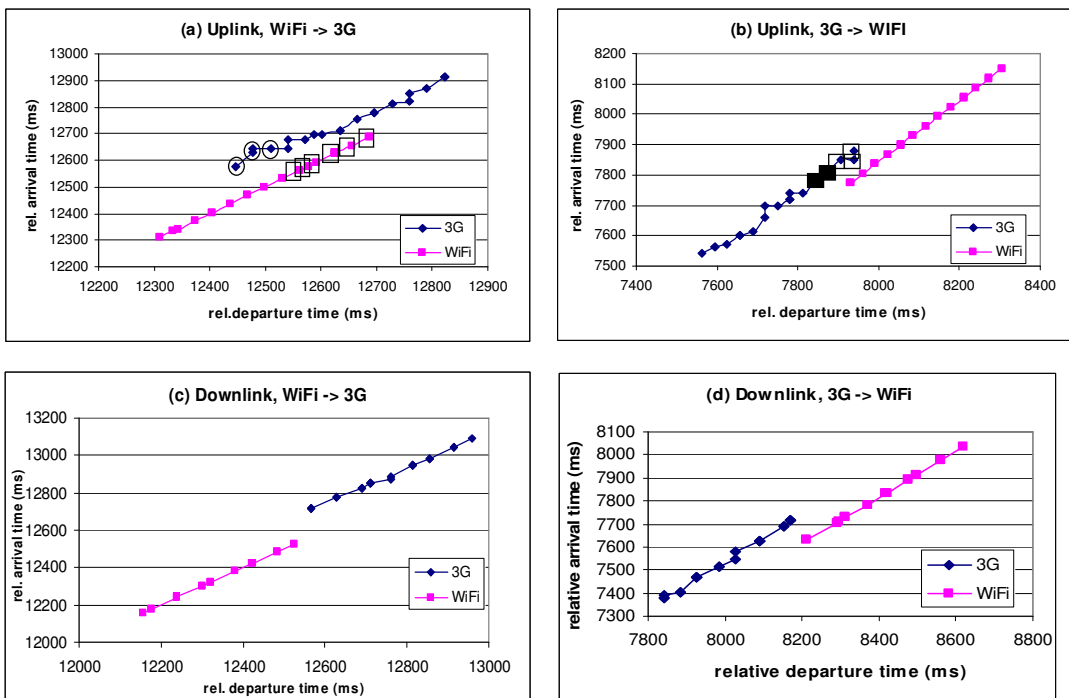 (a) Uplink, WiFi -> 3G
rel. arrival time (ms)
13000
12900
12800
12700
12600
12500
12400
12300
12200
12200 12300 12400 12500 12600 12700 12800 12900
rel.departure time (ms)
3G
WiFi
(b) Uplink, 3G -> WIFI
rel. arrival time (ms)
8200
8100
8000
7900
7800
7700
7600
7500
7400 7600 7800 8000 8200 8400
rel. departure time (ms)
3G
WiFi
(c) Downlink, WiFi -> 3G
rel. arrival time (ms)
13200
13000
12800
12600
12400
12200
12000
12000 12200 12400 12600 12800 13000
rel. departure time (ms)
3G
WiFi
(d) Downlink, 3G -> WiFi
relative arrival time (ms)
8100
8000
7900
7800
7700
7600
7500
7400
7300
7800 8000 8200 8400 8600 8800
relative departure time (ms)
3G
WiFi